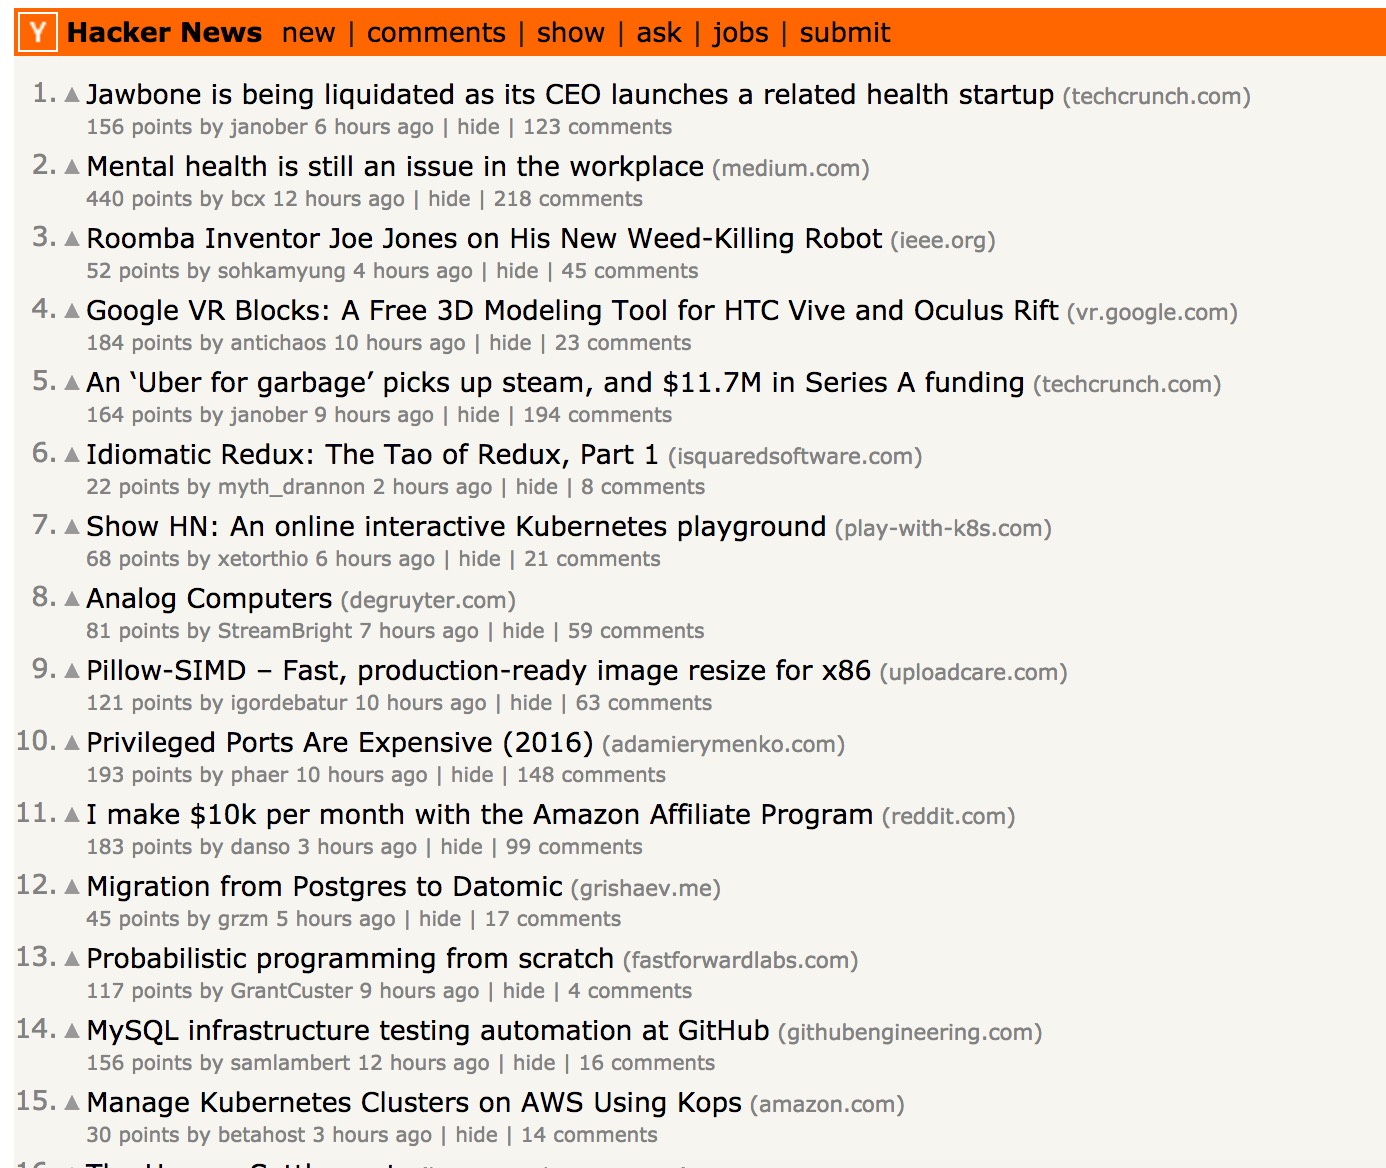 Y Hacker News new | comments | show | ask | jobs | submit
1. Jawbone is being liquidated as its CEO launches a related health startup (techcrunch.com)
156 points by janober 6 hours ago | hide | 123 comments
2. Mental health is still an issue in the workplace (medium.com)
440 points by bcx 12 hours ago | hide | 218 comments
3. Roomba Inventor Joe Jones on His New Weed-Killing Robot (ieee.org)
52 points by sohkamyung 4 hours ago | hide | 45 comments
4. Google VR Blocks: A Free 3D Modeling Tool for HTC Vive and Oculus Rift (vr.google.com)
184 points by antichaos 10 hours ago | hide | 23 comments
5. An ‘Uber for garbage’ picks up steam, and $11.7M in Series A funding (techcrunch.com)
164 points by janober 9 hours ago | hide | 194 comments
6. Idiomatic Redux: The Tao of Redux, Part 1 (isquaredsoftware.com)
22 points by myth_drannon 2 hours ago | hide | 8 comments
7. Show HN: An online interactive Kubernetes playground (play-with-k8s.com)
68 points by xetorthio 6 hours ago | hide | 21 comments
8. Analog Computers (degruyter.com)
81 points by StreamBright 7 hours ago | hide | 59 comments
9. Pillow-SIMD – Fast, production-ready image resize for x86 (uploadcare.com)
121 points by igordebatur 10 hours ago | hide | 63 comments
10. Privileged Ports Are Expensive (2016) (adamierymenko.com)
193 points by phaer 10 hours ago | hide | 148 comments
11. I make $10k per month with the Amazon Affiliate Program (reddit.com)
183 points by danso 3 hours ago | hide | 99 comments
12. Migration from Postgres to Datomic (grishaev.me)
45 points by grzm 5 hours ago | hide | 17 comments
13. Probabilistic programming from scratch (fastforwardlabs.com)
117 points by GrantCuster 9 hours ago | hide | 4 comments
14. MySQL infrastructure testing automation at GitHub (githubengineering.com)
156 points by samlambert 12 hours ago | hide | 16 comments
15. Manage Kubernetes Clusters on AWS Using Kops (amazon.com)
30 points by betahost 3 hours ago | hide | 14 comments